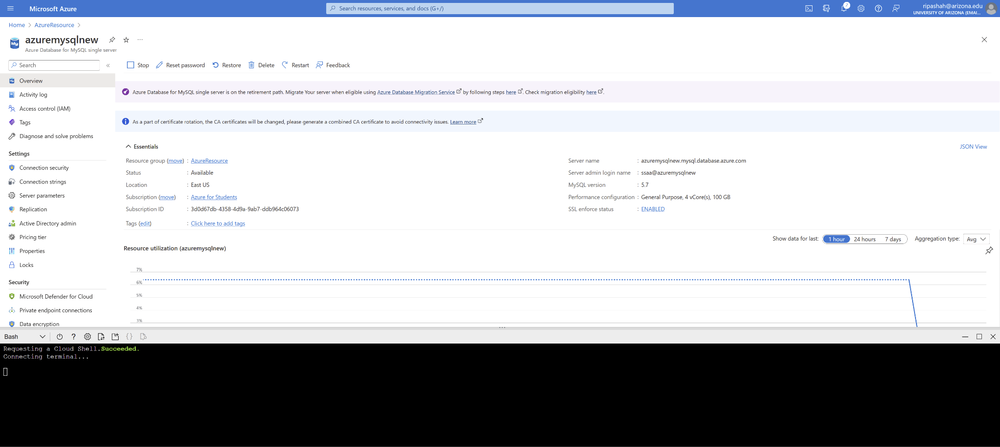 Microsoft Azure
Search resources, services, and docs (G+/)
2
ripashah@arizona.edu
UNIVERSITY OF ARIZONA (EMAI...
Home > AzureResource >
My
azuremysqlnew
...
Azure Database for MySQL single server
Search
«
Stop
Reset password
Restore
Delete
Restart
Feedback
Overview
Activity log
Access control (IAM)
Tags
Diagnose and solve problems
Settings
Connection security
Connection strings
Server parameters
Replication
Active Directory admin
Pricing tier
Properties
Locks
Security
Microsoft Defender for Cloud
Private endpoint connections
Data encryption
Azure Database for MySQL single server is on the retirement path. Migrate Your server when eligible using Azure Database Migration Service by following steps here . Check migration eligibility here .
As a part of certificate rotation, the CA certificates will be changed, please generate a combined CA certificate to avoid connectivity issues. Learn more
Essentials
JSON View
Resource group (move) : AzureResource
Status : Available
Location : East US
Subscription (move) : Azure for Students
Subscription ID : 3d0d67db-4358-4d9a-9ab7-ddb964c06073
Tags (edit) : Click here to add tags
Server name : azuremysqlnew.mysql.database.azure.com
Server admin login name : ssaa@azuremysqlnew
MySQL version : 5.7
Performance configuration : General Purpose, 4 vCore(s), 100 GB
SSL enforce status : ENABLED
Show data for last: 1 hour 24 hours 7 days Aggregation type: Avg
Resource utilization (azuremysqlnew)
7%
6%
5%
4%
3%
...
Bash
? {}
Requesting a Cloud Shell.Succeeded.
Connecting terminal...